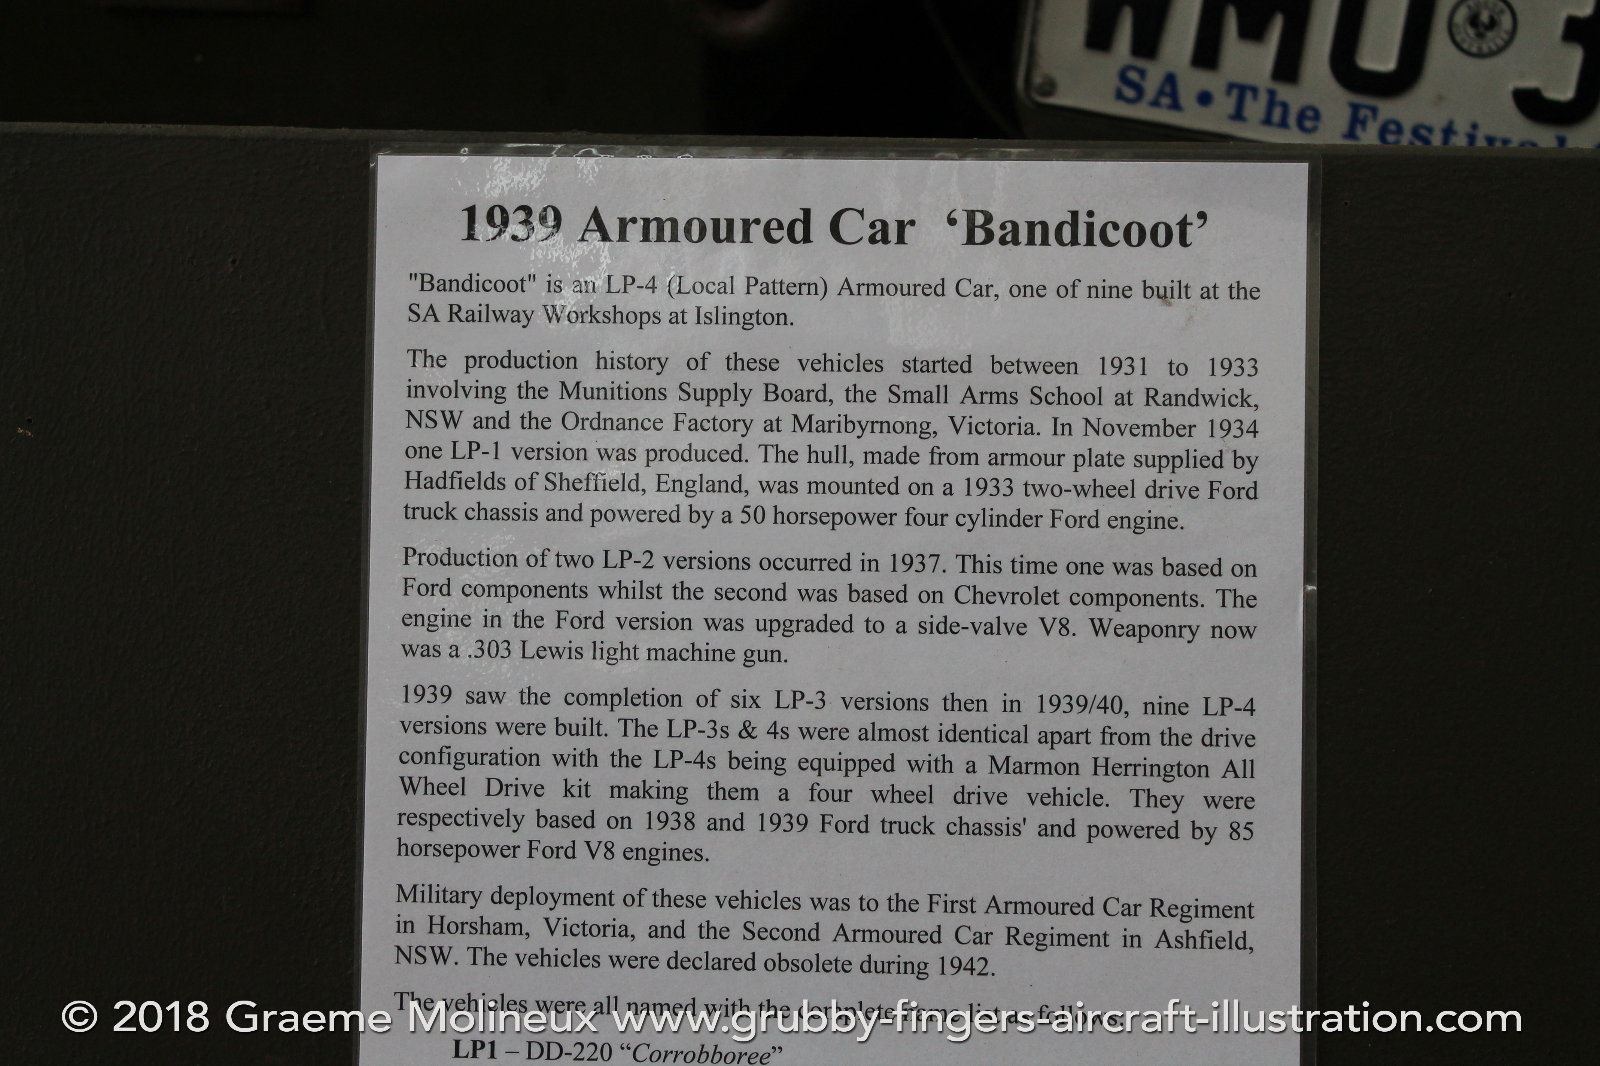 WMU 3
SA • The Festival
1939 Armoured Car ‘Bandicoot’
"Bandicoot" is an LP-4 (Local Pattern) Armoured Car, one of nine built at the
SA Railway Workshops at Islington.
The production history of these vehicles started between 1931 to 1933
involving the Munitions Supply Board, the Small Arms School at Randwick,
NSW and the Ordnance Factory at Maribyrnong, Victoria. In November 1934
one LP-1 version was produced. The hull, made from armour plate supplied by
Hadfields of Sheffield, England, was mounted on a 1933 two-wheel drive Ford
truck chassis and powered by a 50 horsepower four cylinder Ford engine.
Production of two LP-2 versions occurred in 1937. This time one was based on
Ford components whilst the second was based on Chevrolet components. The
engine in the Ford version was upgraded to a side-valve V8. Weaponry now
was a .303 Lewis light machine gun.
1939 saw the completion of six LP-3 versions then in 1939/40, nine LP-4
versions were built. The LP-3s & 4s were almost identical apart from the drive
configuration with the LP-4s being equipped with a Marmon Herrington All
Wheel Drive kit making them a four wheel drive vehicle. They were
respectively based on 1938 and 1939 Ford truck chassis' and powered by 85
horsepower Ford V8 engines.
Military deployment of these vehicles was to the First Armoured Car Regiment
in Horsham, Victoria, and the Second Armoured Car Regiment in Ashfield,
NSW. The vehicles were declared obsolete during 1942.
The vehicles were all named with the complete name list as follows:
© 2018 Graeme Molineux www.grubby-fingers-aircraft-illustration.com
LP1 – DD-220 “Corrobboree”